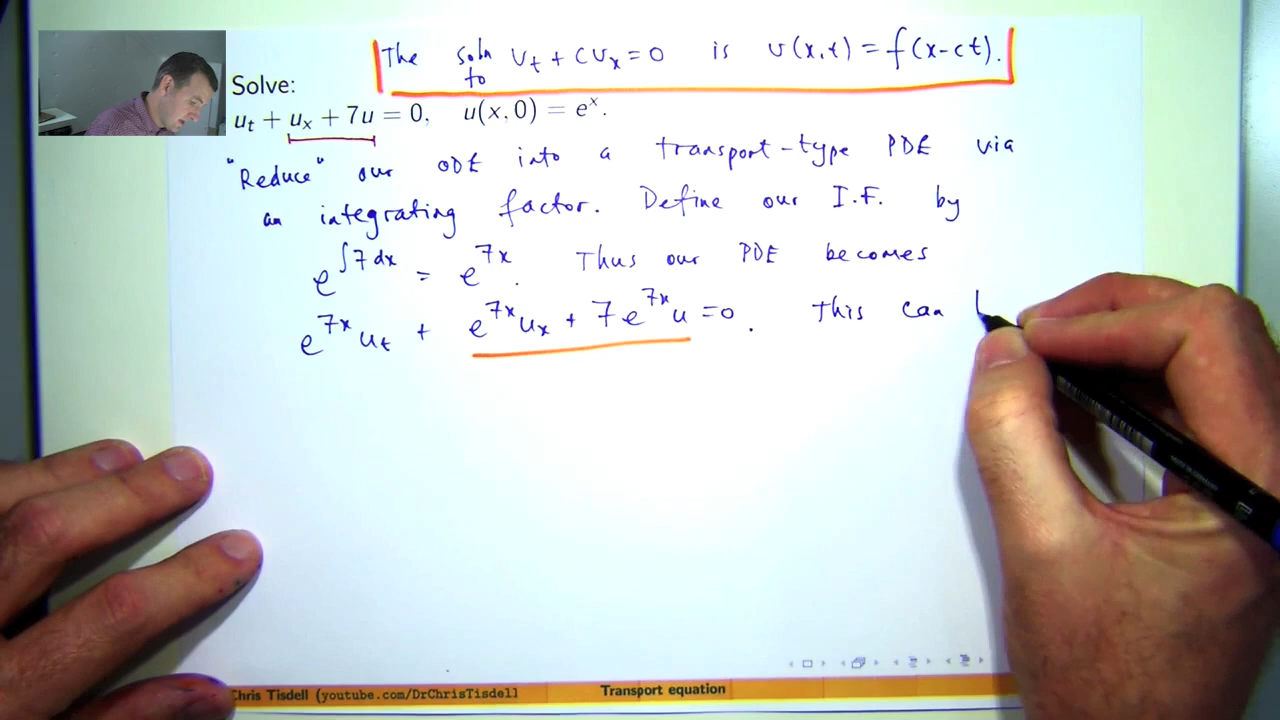 The soln to v_t + c v_x = 0 is v(x,t) = f(x-ct).
Solve:
u_t + u_x + 7u = 0, u(x, 0) = e^x.
"Reduce" our ODE into a transport-type PDE via
an integrating factor. Define our I.F. by
e^{∫7dx} = e^{7x}. Thus our PDE becomes
e^{7x} u_t + e^{7x} u_x + 7e^{7x} u = 0. This can
Chris Tisdell (youtube.com/DrChrisTisdell
Transport equation